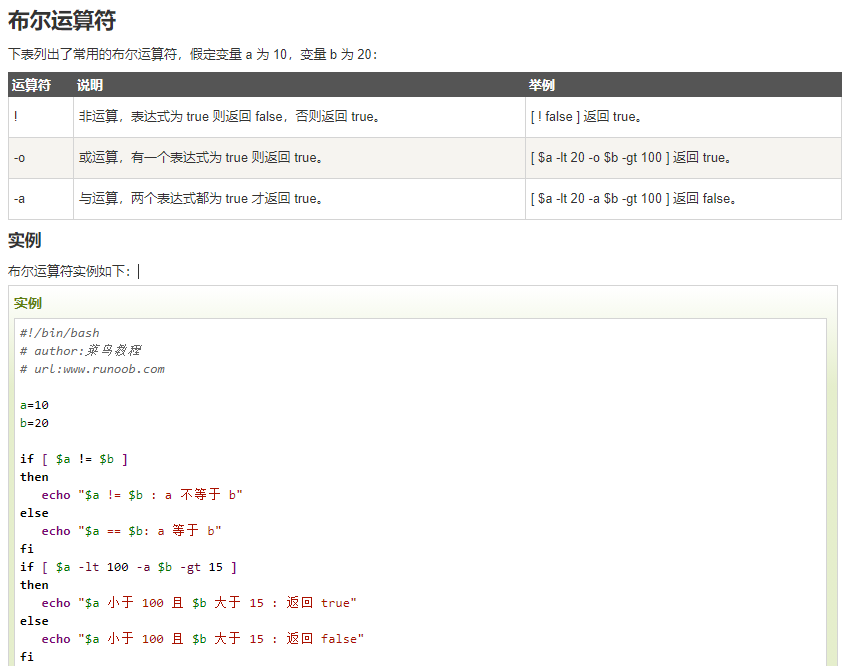 布尔运算符
下表列出了常用的布尔运算符，假定变量 a 为 10，变量 b 为 20：
运算符 说明 举例
! 非运算，表达式为 true 则返回 false，否则返回 true。 [ ! false ] 返回 true。
-o 或运算，有一个表达式为 true 则返回 true。 [ $a -lt 20 -o $b -gt 100 ] 返回 true。
-a 与运算，两个表达式都为 true 才返回 true。 [ $a -lt 20 -a $b -gt 100 ] 返回 false。
实例
布尔运算符实例如下：
实例
#!/bin/bash
# author:菜鸟教程
# url:www.runoob.com
a=10
b=20
if [ $a != $b ]
then
   echo "$a != $b : a 不等于 b"
else
   echo "$a == $b: a 等于 b"
fi
if [ $a -lt 100 -a $b -gt 15 ]
then
   echo "$a 小于 100 且 $b 大于 15 : 返回 true"
else
   echo "$a 小于 100 且 $b 大于 15 : 返回 false"
fi